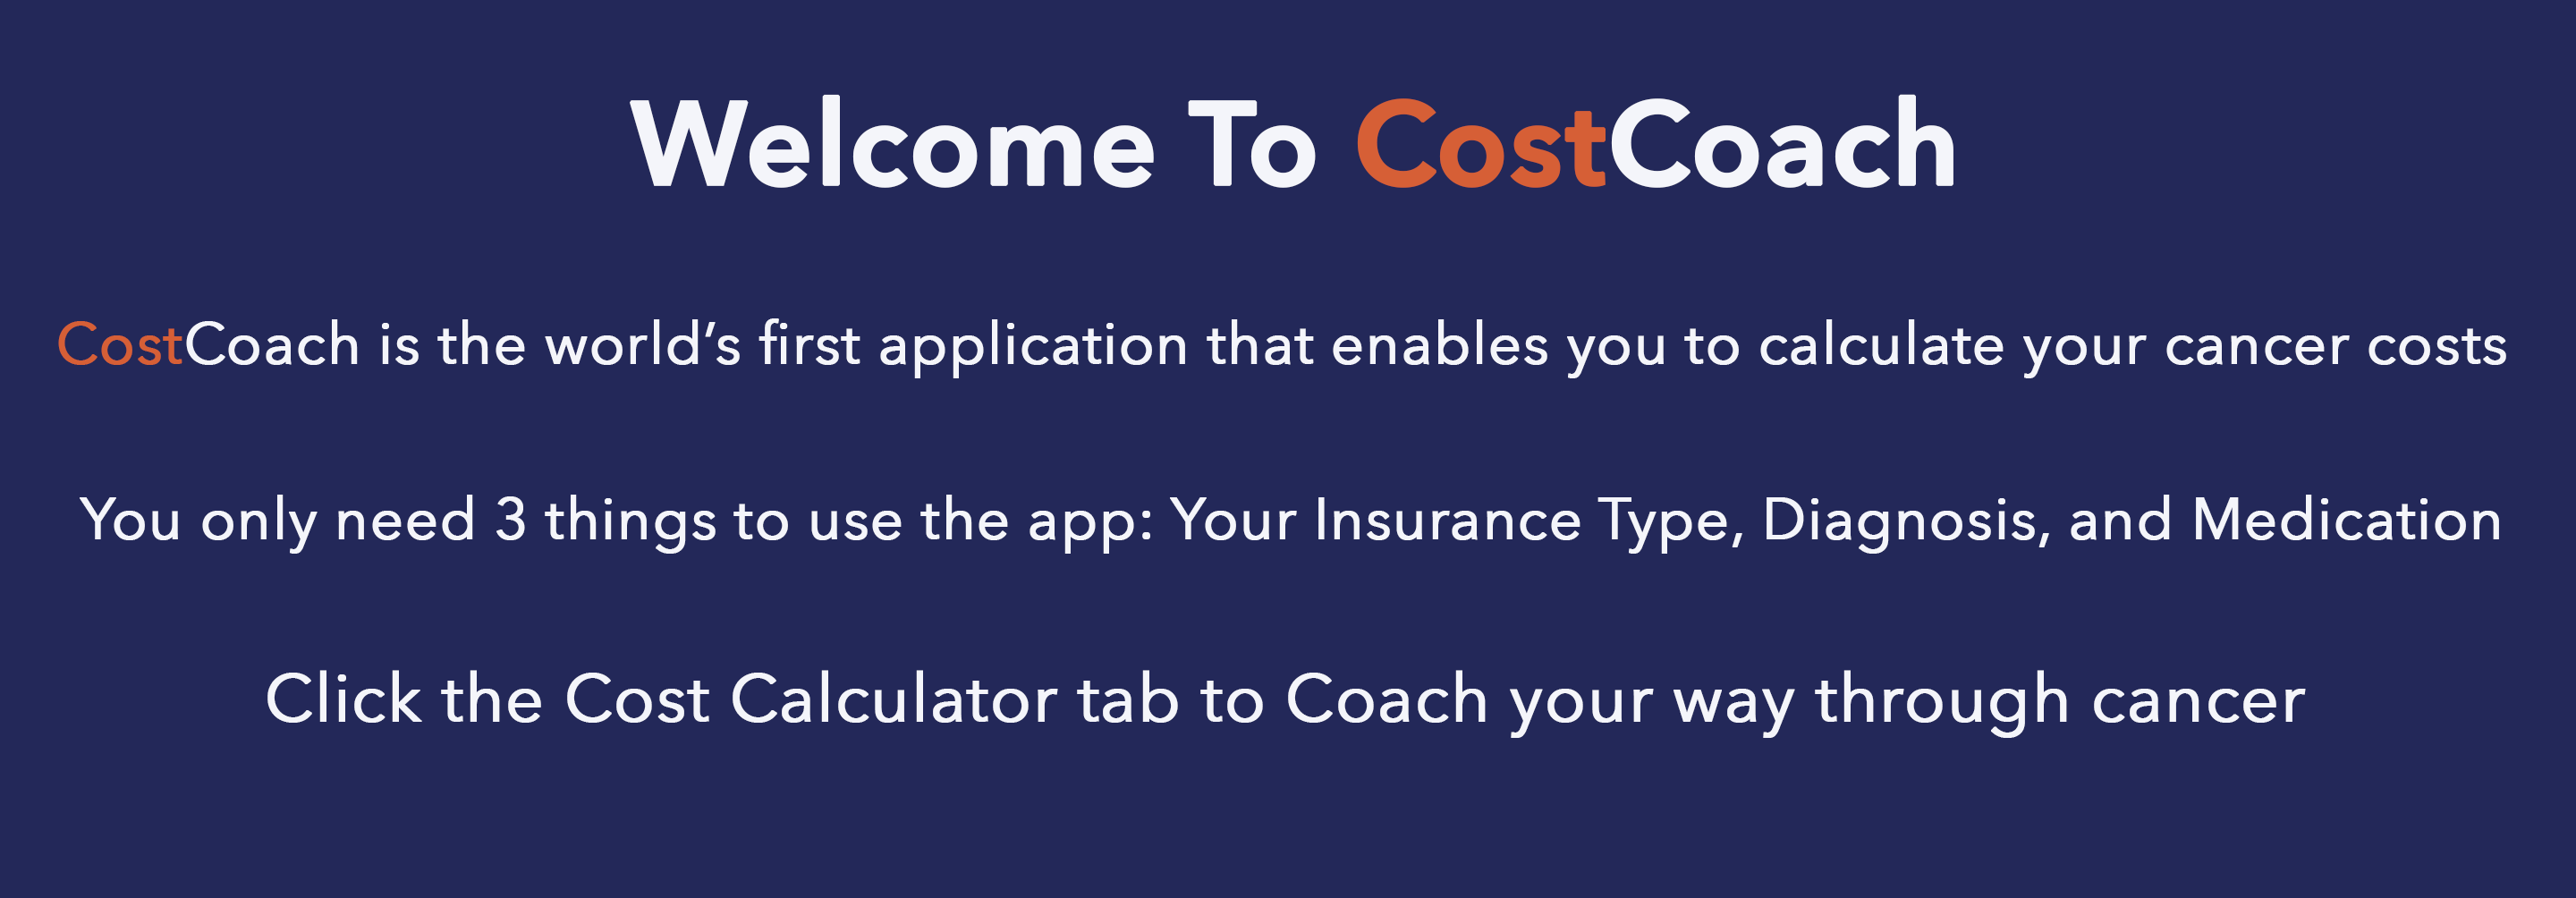 Welcome To CostCoach
CostCoach is the world’s first application that enables you to calculate your cancer costs
You only need 3 things to use the app: Your Insurance Type, Diagnosis, and Medication
Click the Cost Calculator tab to Coach your way through cancer